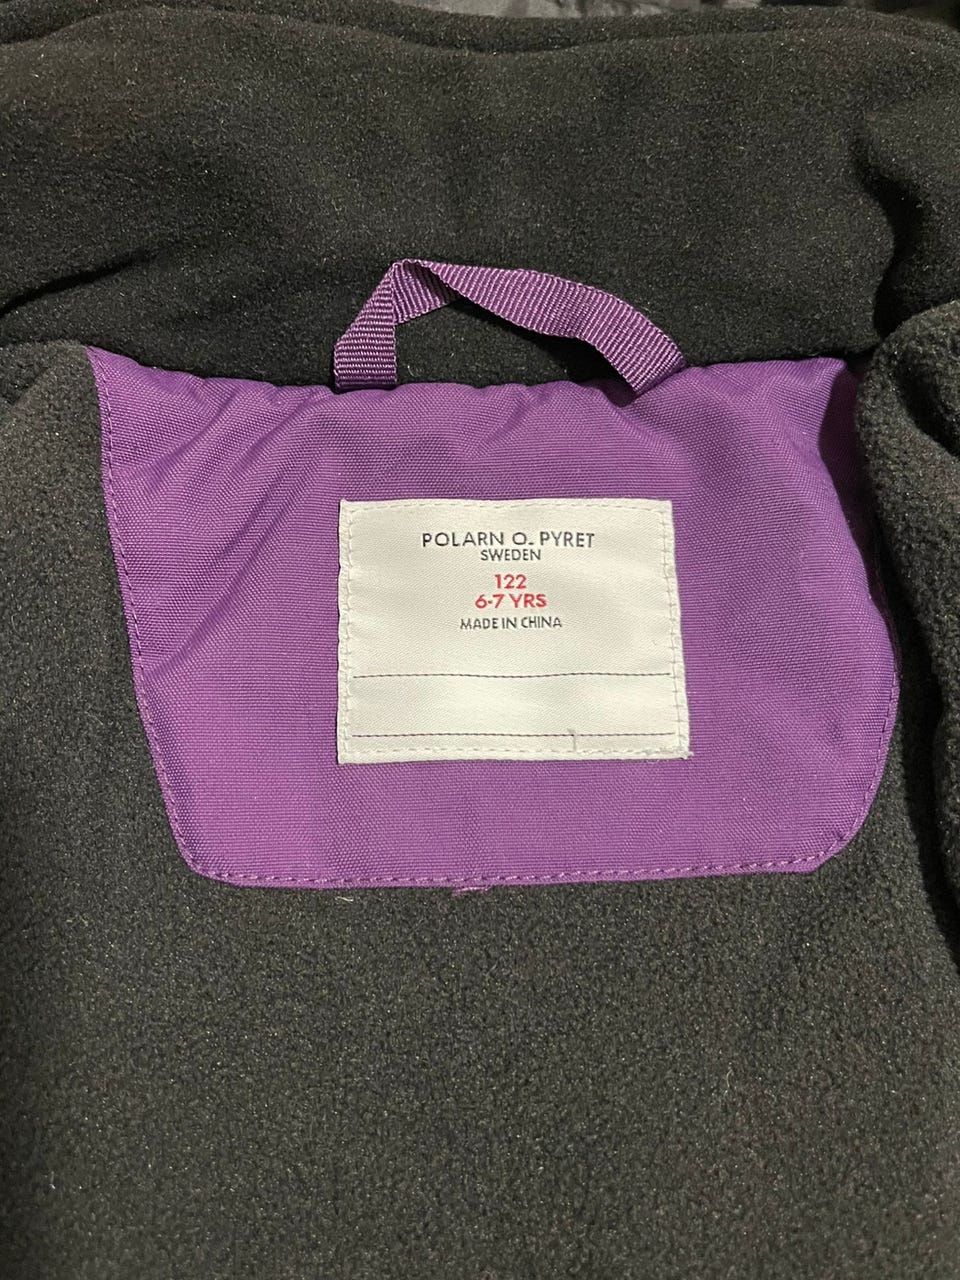 POLARN O. PYRET
SWEDEN
122
6-7 YRS
MADE IN CHINA